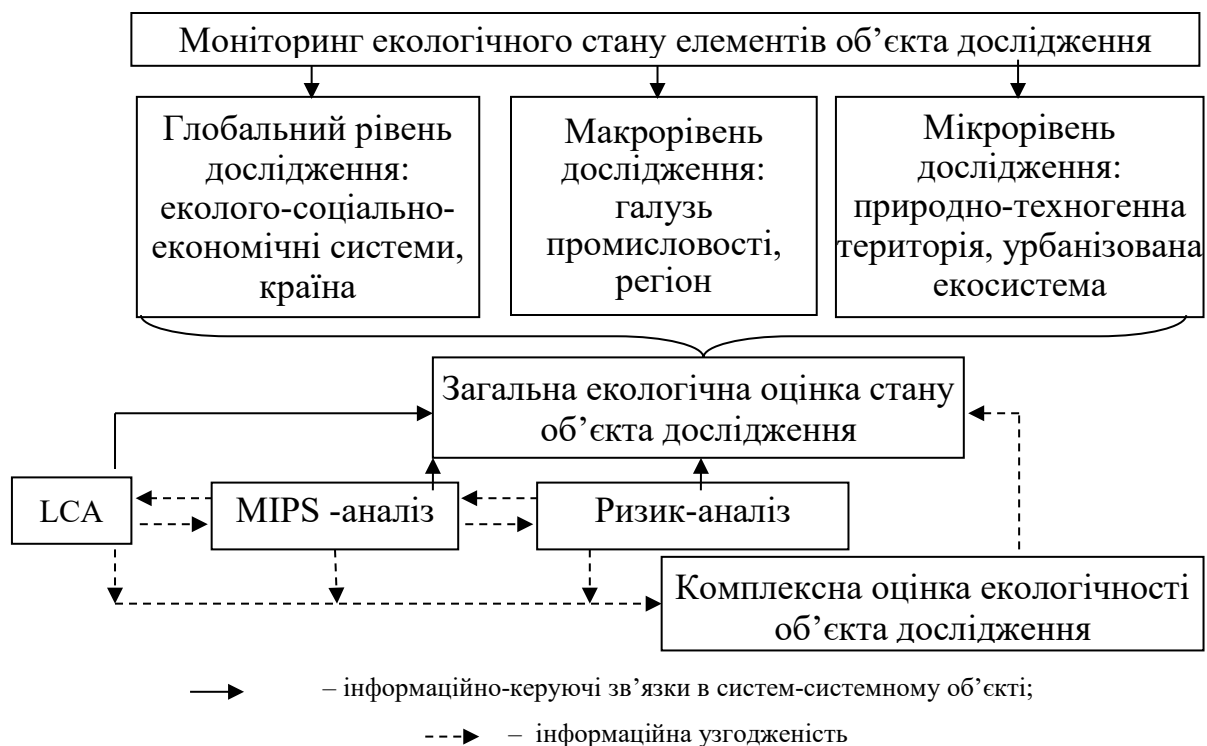 Моніторинг екологічного стану елементів об’єкта дослідження
Глобальний рівень
дослідження:
еколого-соціально-
економічні системи,
країна
Макрорівень
дослідження:
галузь
промисловості,
регіон
Мікрорівень
дослідження:
природно-техногенна
територія, урбанізована
екосистема
Загальна екологічна оцінка стану
об’єкта дослідження
LCA
MIPS -аналіз
Ризик-аналіз
Комплексна оцінка екологічності
об’єкта дослідження
– інформаційно-керуючі зв’язки в систем-системному об’єкті;
– інформаційна узгодженість